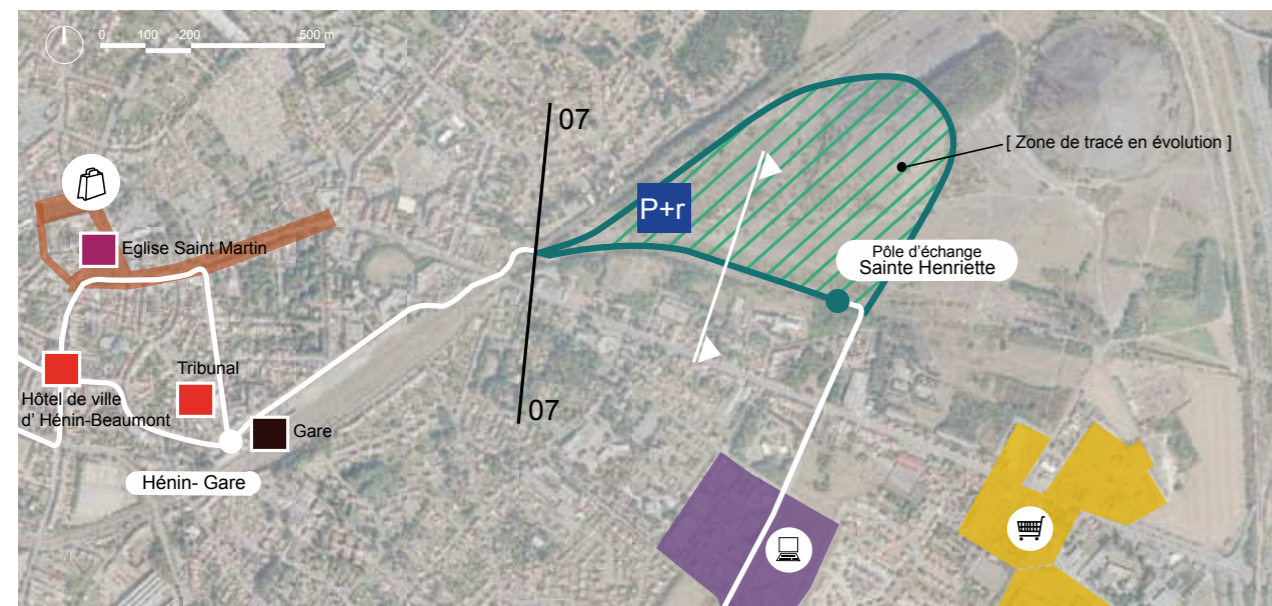 0 100 200 500 m
07
[ Zone de tracé en évolution ]
P+r
Eglise Saint Martin
Pôle d'échange
Sainte Henriette
Tribunal
Hôtel de ville
d' Hénin-Beaumont
07
Gare
Hénin- Gare